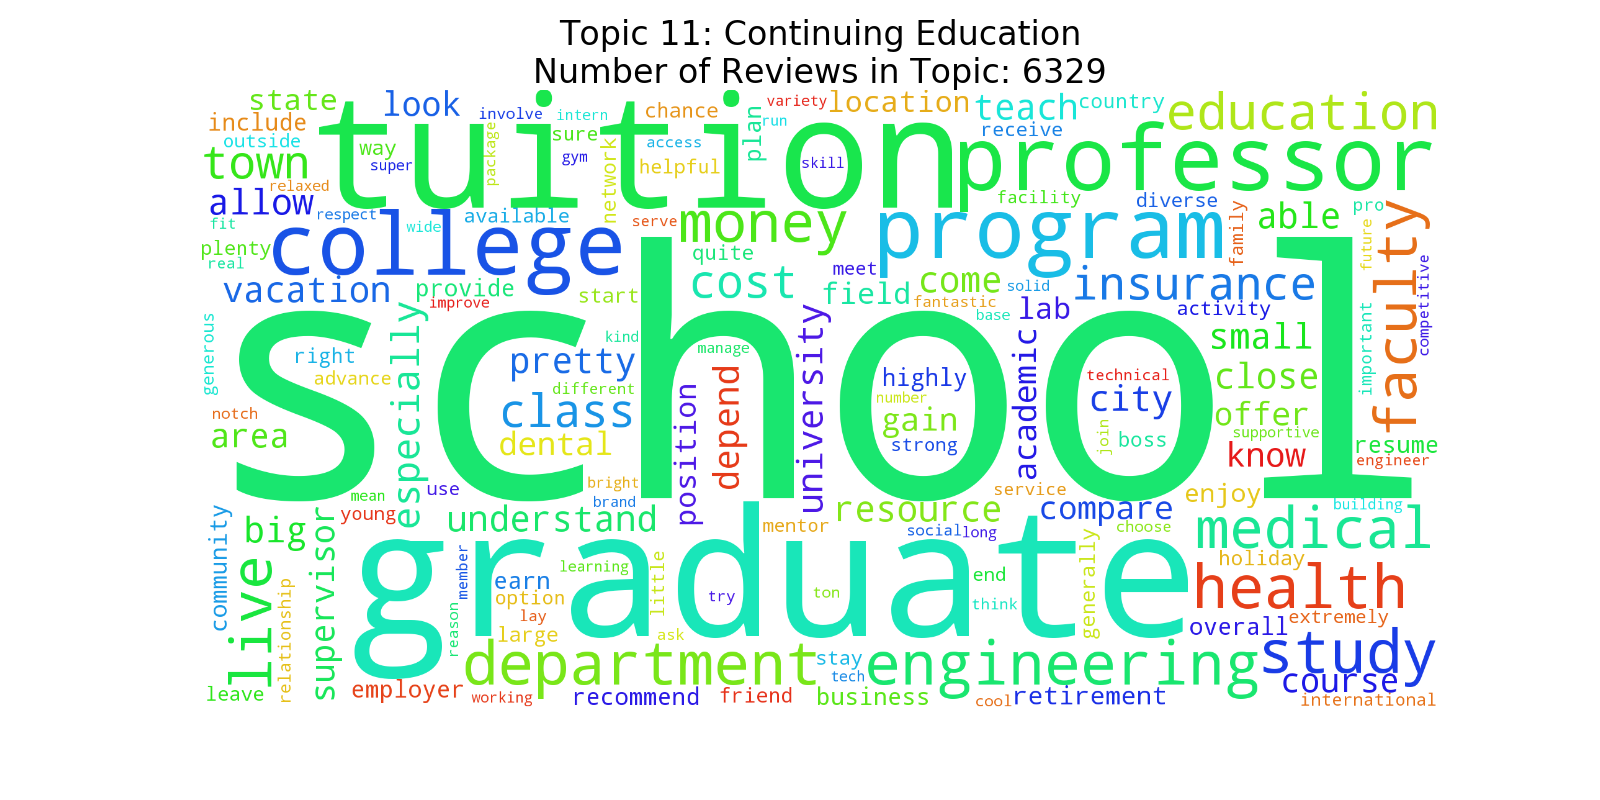 Topic 11: Continuing Education
Number of Reviews in Topic: 6329
state
look
involve
intern
chance
variety
location
teach
country
education
include
outside
tuition
sure
plan
run
receive
professor
town
way
super
package
gym
network
access
helpful
skill
relaxed
allow
respect
available
serve
money
facility
diverse
able
pro
fit
plenty
real
college
wide
quite
program
family
future
faculty
competitive
vacation
provide
improve
start
cost
meet
field
come
fantastic
solid
base
insurance
lab
activity
generous
school
right
advance
especially
pretty
kind
different
manage
university
highly
number
academic
technical
city
small
important
close
notch
area
class
dental
position
depend
gain
strong
join
boss
offer
supportive
know
resume
engineer
mean
use
bright
brand
young
understand
mentor
resource
service
compare
enjoy
building
community
big
supervisor
graduate
social
long
choose
medical
holiday
live
relationship
member
earn
option
learning
little
try
ton
end
think
generally
health
extremely
reason
lay
large
ask
overall
department
stay
tech
engineering
study
course
leave
employer
working
recommend
friend
business
cool
retirement
international